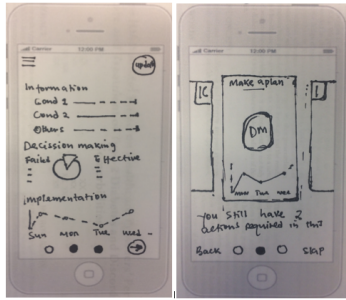 Carrier 12:00 PM
update
Information
Cond 1
Cond 2
Others
Decission making
Failed Effective
implementation
Sun mon Tue wed
Carrier 12:00 PM
IC Make a plan I
DM
Mon Tue wed
you still have 2
actions required in this
Back Skip